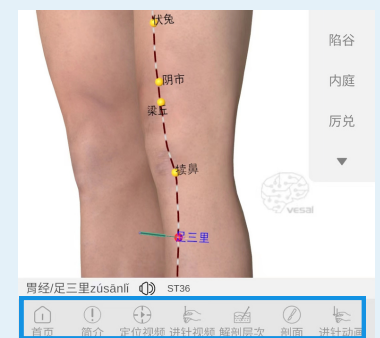 伏兔
陷谷
阴市
内庭
梁丘
厉兑
犊鼻
vesal
足三里
胃经/足三里zúsānlǐ ST36
首页 简介 定位视频 进针视频 解剖层次 剖面 进针动画